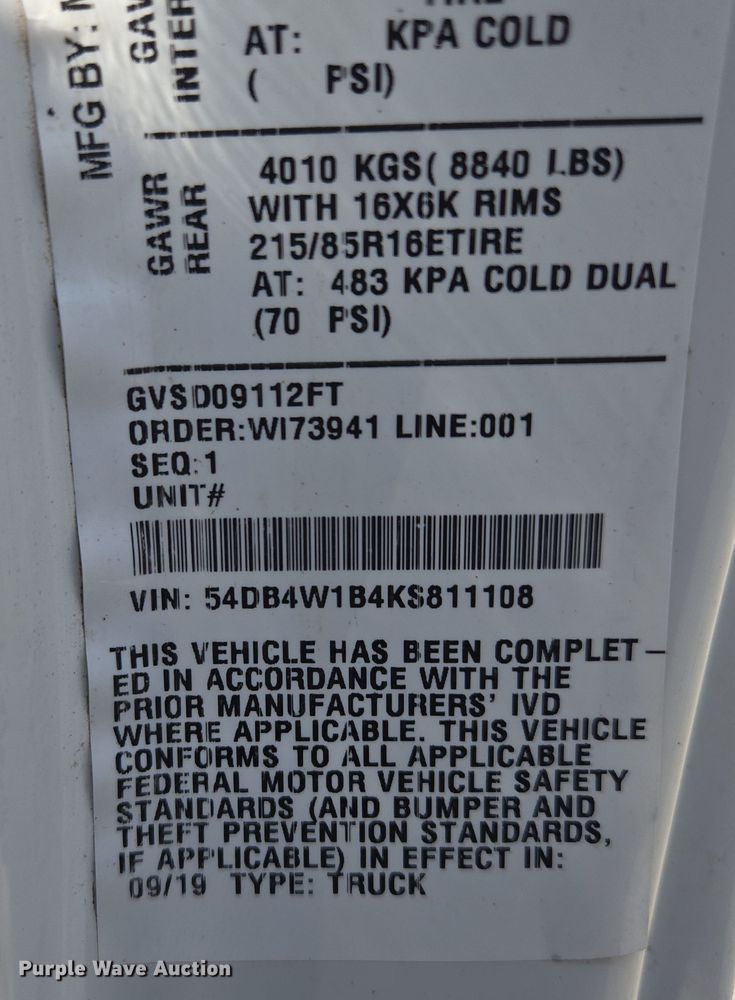 MFG BY:
GAWR
INTER
AT: KPA COLD
( PSI)
GAWR
REAR
4010 KGS( 8840 LBS)
WITH 16X6K RIMS
215/85R16ETIRE
AT: 483 KPA COLD DUAL
(70 PSI)
GVSD09112FT
ORDER:WI73941 LINE:001
SEQ:1
UNIT#
VIN: 54DB4W1B4KS811108
THIS VEHICLE HAS BEEN COMPLET-
ED IN ACCORDANCE WITH THE
PRIOR MANUFACTURERS' IVD
WHERE APPLICABLE. THIS VEHICLE
CONFORMS TO ALL APPLICABLE
FEDERAL MOTOR VEHICLE SAFETY
STANDARDS (AND BUMPER AND
THEFT PREVENTION STANDARDS,
IF APPLICABLE) IN EFFECT IN:
09/19 TYPE: TRUCK
Purple Wave Auction